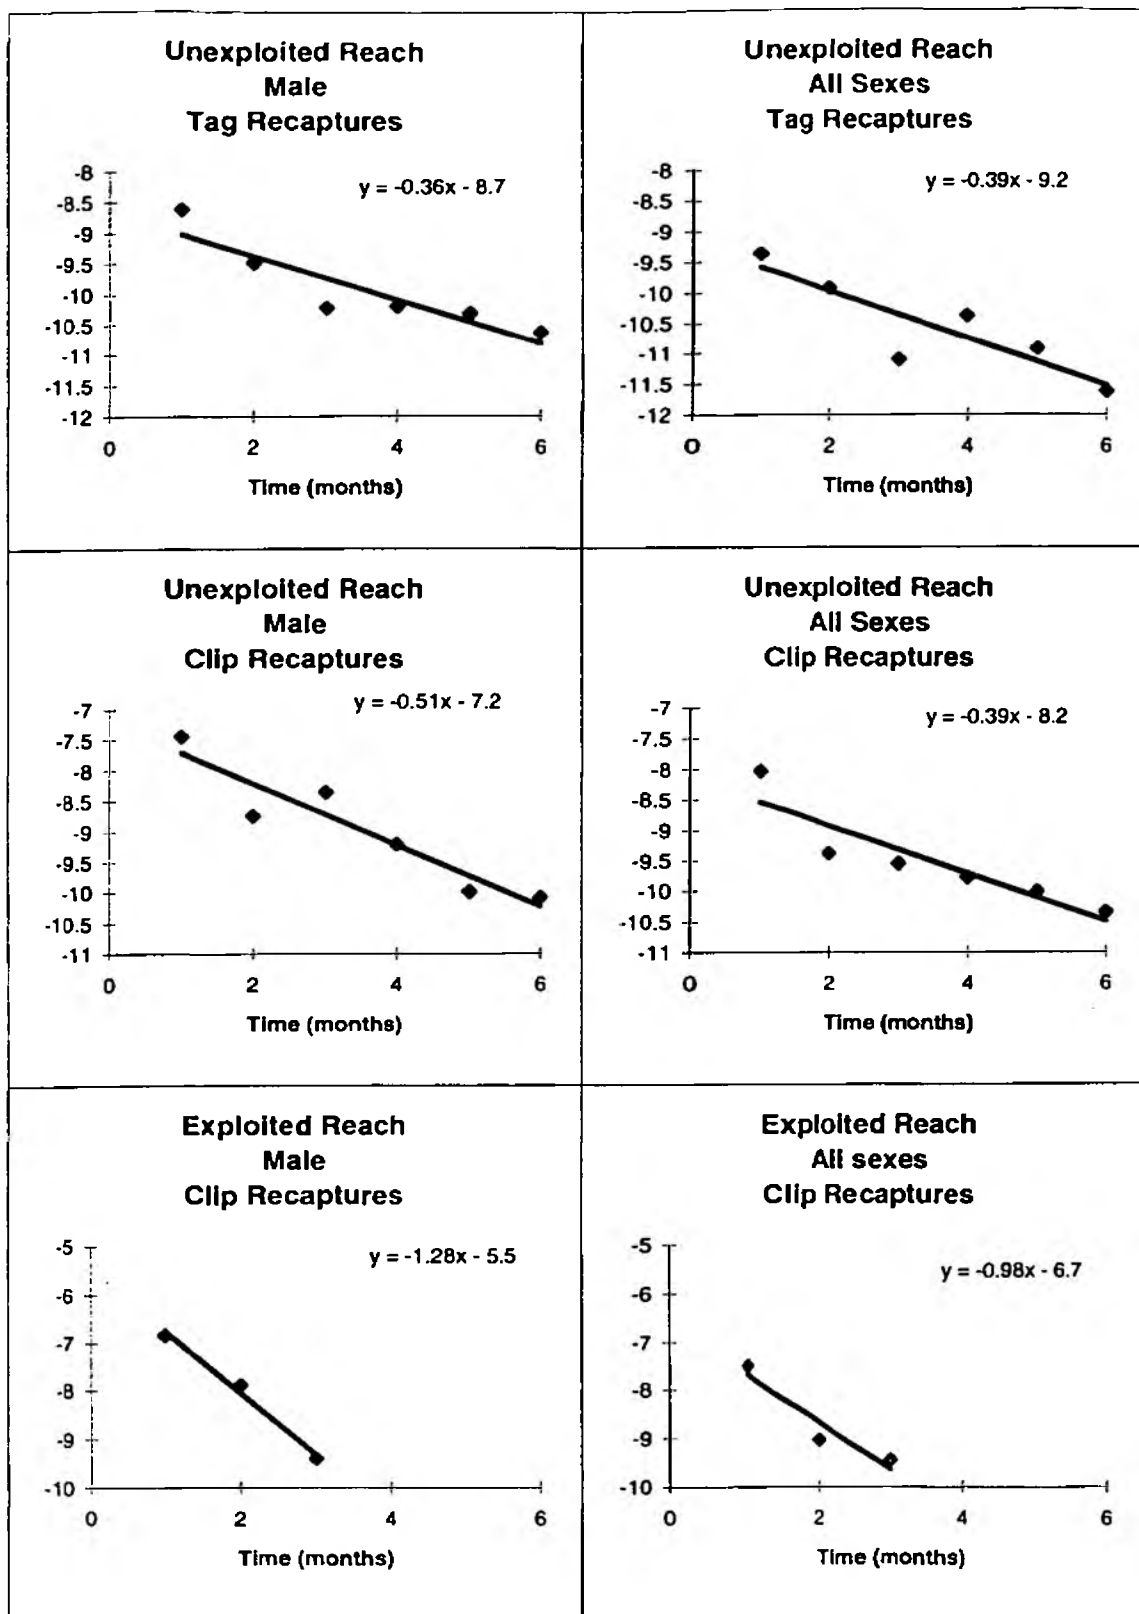 Unexploited Reach
Male
Tag Recaptures
y = -0.36x - 8.7
-8
-8.5
-9
-9.5
-10
-10.5
-11
-11.5
-12
0 2 4 6
Time (months)
Unexploited Reach
All Sexes
Tag Recaptures
y = -0.39x - 9.2
-8
-8.5
-9
-9.5
-10
-10.5
-11
-11.5
-12
0 2 4 6
Time (months)
Unexploited Reach
Male
Clip Recaptures
y = -0.51x - 7.2
-7
-7.5
-8
-8.5
-9
-9.5
-10
-10.5
-11
0 2 4 6
Time (months)
Unexploited Reach
All Sexes
Clip Recaptures
y = -0.39x - 8.2
-7
-7.5
-8
-8.5
-9
-9.5
-10
-10.5
-11
0 2 4 6
Time (months)
Exploited Reach
Male
Clip Recaptures
y = -1.28x - 5.5
-5
-6
-7
-8
-9
-10
0 2 4 6
Time (months)
Exploited Reach
All sexes
Clip Recaptures
y = -0.98x - 6.7
-5
-6
-7
-8
-9
-10
0 2 4 6
Time (months)